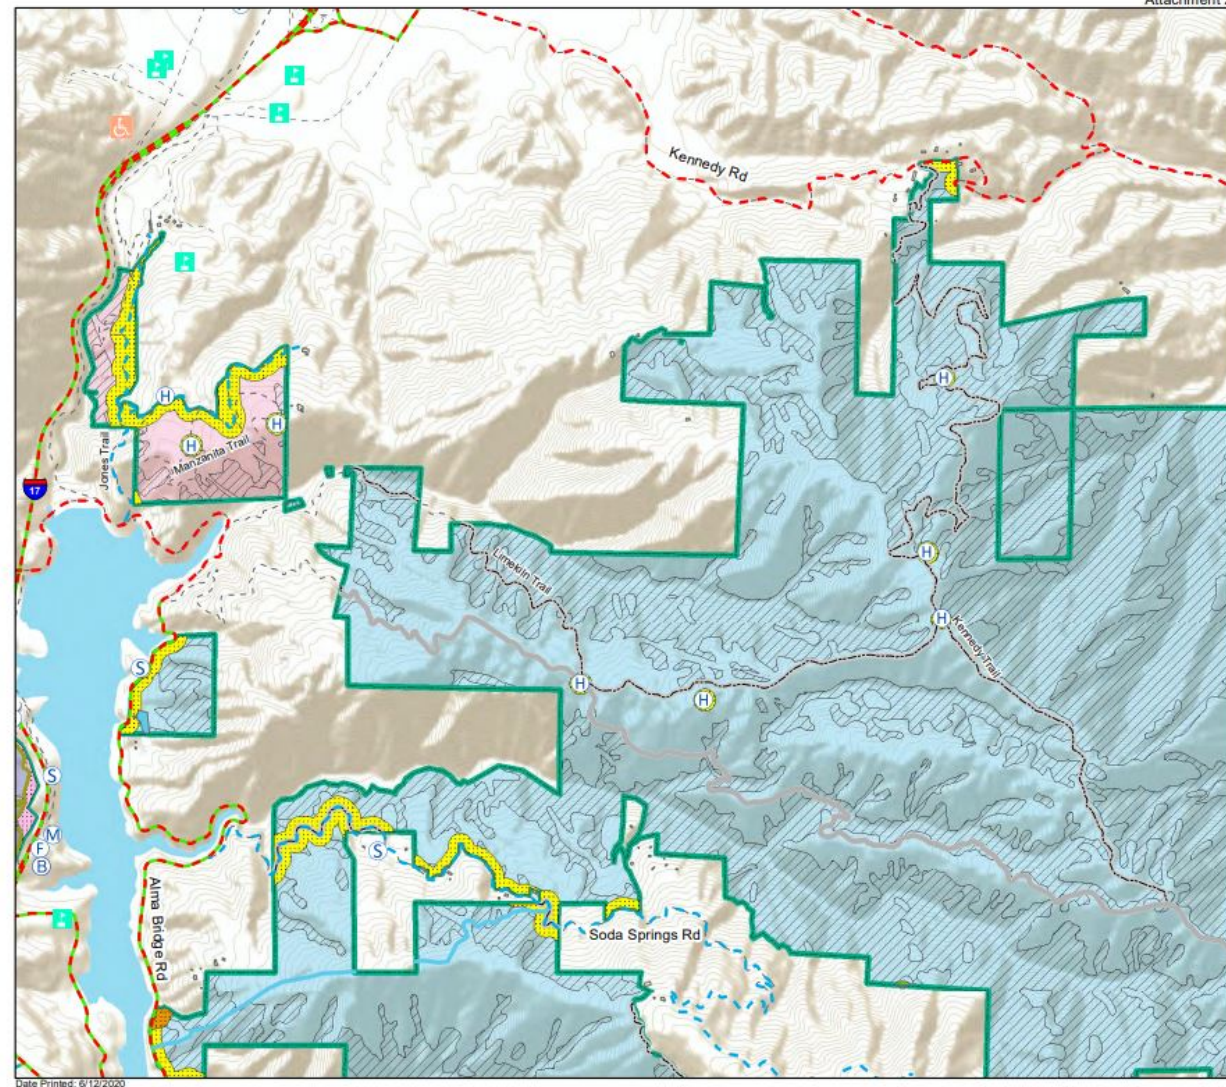 Attachment
Kennedy Rd
H
H
Manzanita Trail
H
Jones Trail
17
H
H
Limekiln Trail
H
Kennedy Trail
S
H
H
S
M
F
B
S
Alma Bridge Rd
Soda Springs Rd
Date Printed: 6/12/2020